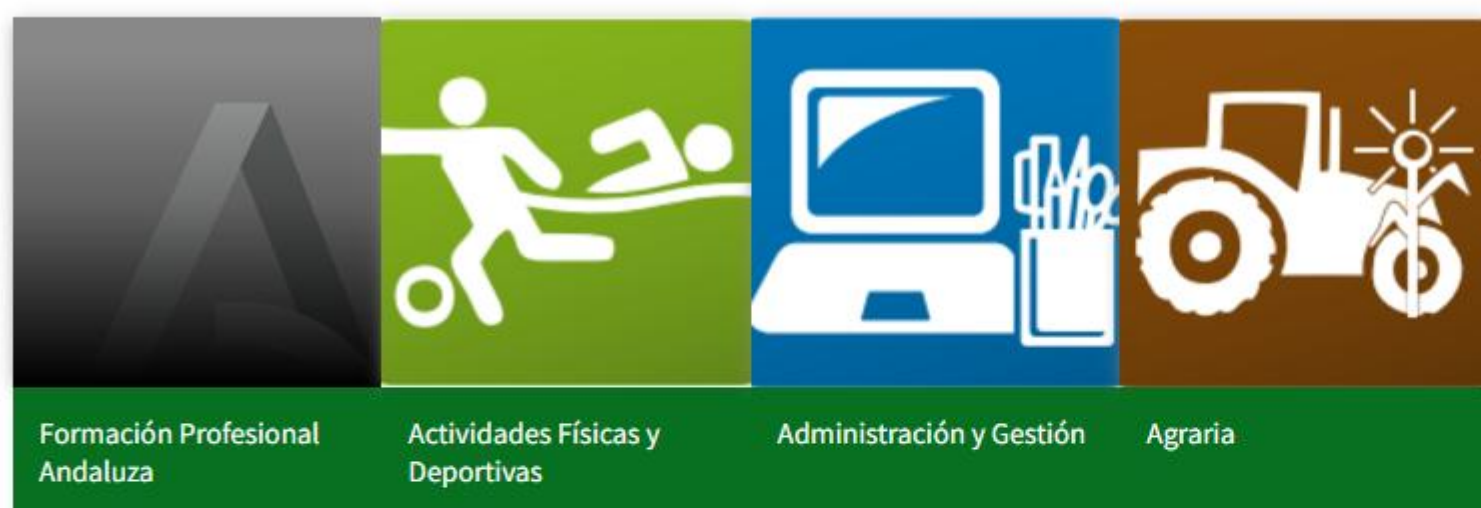 Formación Profesional
Andaluza
Actividades Físicas y
Deportivas
Administración y Gestión
Agraria